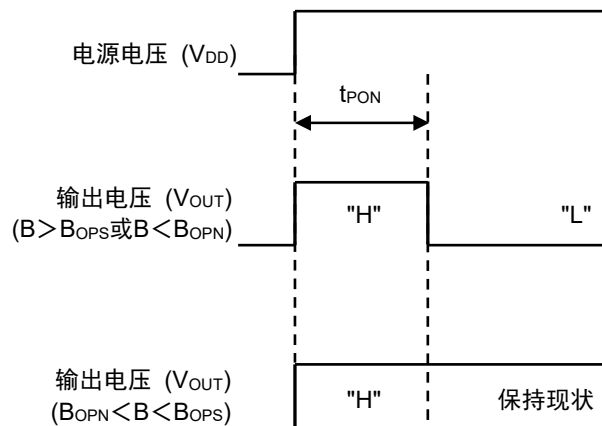 电源电压 (VDD)
tPON
输出电压 (VOUT)
(B＞BOPS或B＜BOPN)
"H"
"L"
输出电压 (VOUT)
(BOPN＜B＜BOPS)
"H"
保持现状